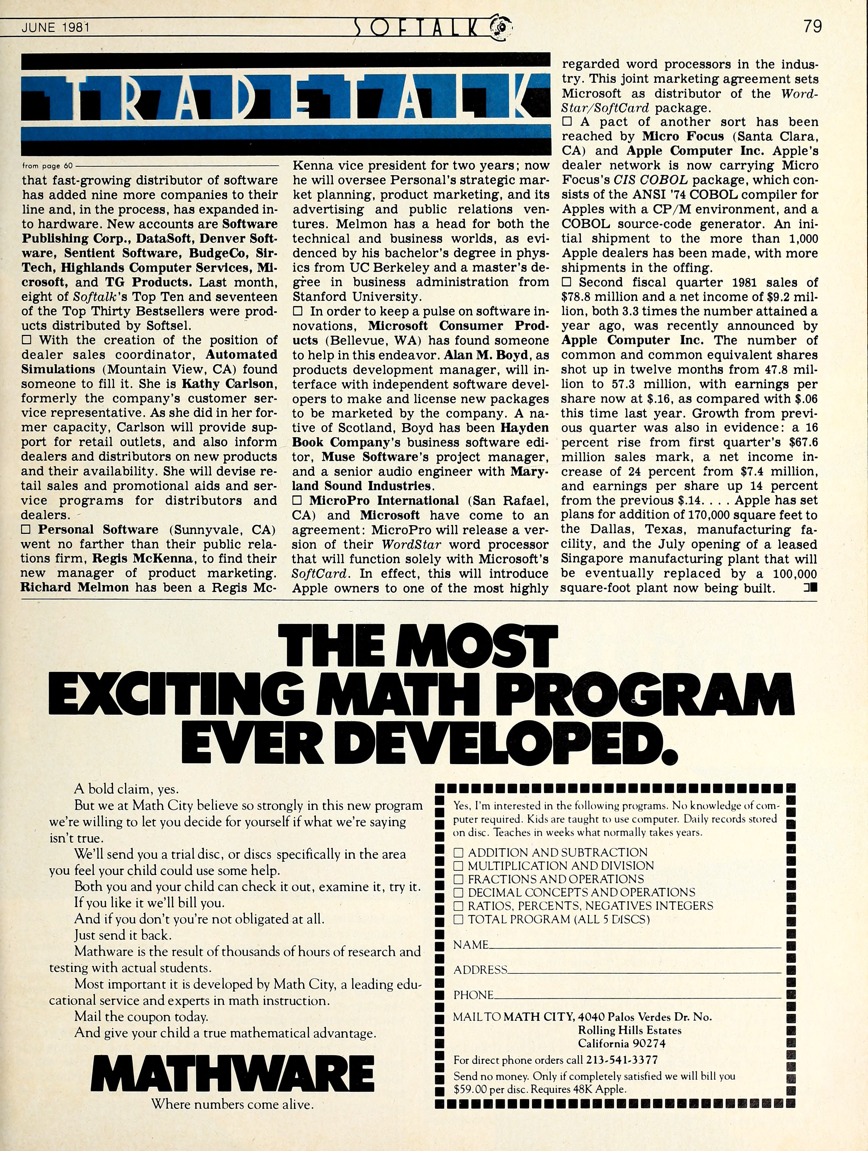 JUNE 1981
SOFTALK
79
TRADETALK
from page 60
that fast-growing distributor of software
has added nine more companies to their
line and, in the process, has expanded in-
to hardware. New accounts are Software
Publishing Corp., DataSoft, Denver Soft-
ware, Sentient Software, BudgeCo, Sir-
Tech, Highlands Computer Services, Mi-
crosoft, and TG Products. Last month,
eight of Softalk's Top Ten and seventeen
of the Top Thirty Bestsellers were prod-
ucts distributed by Softsel.
□ With the creation of the position of
dealer sales coordinator, Automated
Simulations (Mountain View, CA) found
someone to fill it. She is Kathy Carlson,
formerly the company's customer ser-
vice representative. As she did in her for-
mer capacity, Carlson will provide sup-
port for retail outlets, and also inform
dealers and distributors on new products
and their availability. She will devise re-
tail sales and promotional aids and ser-
vice programs for distributors and
dealers.
□ Personal Software (Sunnyvale, CA)
went no farther than their public rela-
tions firm, Regis McKenna, to find their
new manager of product marketing.
Richard Melmon has been a Regis Mc-
Kenna vice president for two years; now
he will oversee Personal's strategic mar-
ket planning, product marketing, and its
advertising and public relations ven-
tures. Melmon has a head for both the
technical and business worlds, as evi-
denced by his bachelor's degree in phys-
ics from UC Berkeley and a master's de-
gree in business administration from
Stanford University.
□ In order to keep a pulse on software in-
novations, Microsoft Consumer Prod-
ucts (Bellevue, WA) has found someone
to help in this endeavor. Alan M. Boyd, as
products development manager, will in-
terface with independent software devel-
opers to make and license new packages
to be marketed by the company. A na-
tive of Scotland, Boyd has been Hayden
Book Company's business software edi-
tor, Muse Software's project manager,
and a senior audio engineer with Mary-
land Sound Industries.
□ MicroPro International (San Rafael,
CA) and Microsoft have come to an
agreement: MicroPro will release a ver-
sion of their WordStar word processor
that will function solely with Microsoft's
SoftCard. In effect, this will introduce
Apple owners to one of the most highly
regarded word processors in the indus-
try. This joint marketing agreement sets
Microsoft as distributor of the Word-
Star/SoftCard package.
□ A pact of another sort has been
reached by Micro Focus (Santa Clara,
CA) and Apple Computer Inc. Apple's
dealer network is now carrying Micro
Focus's CIS COBOL package, which con-
sists of the ANSI '74 COBOL compiler for
Apples with a CP/M environment, and a
COBOL source-code generator. An ini-
tial shipment to the more than 1,000
Apple dealers has been made, with more
shipments in the offing.
□ Second fiscal quarter 1981 sales of
$78.8 million and a net income of $9.2 mil-
lion, both 3.3 times the number attained a
year ago, was recently announced by
Apple Computer Inc. The number of
common and common equivalent shares
shot up in twelve months from 47.8 mil-
lion to 57.3 million, with earnings per
share now at $.16, as compared with $.06
this time last year. Growth from previ-
ous quarter was also in evidence: a 16
percent rise from first quarter's $67.6
million sales mark, a net income in-
crease of 24 percent from $7.4 million,
and earnings per share up 14 percent
from the previous $.14. . . . Apple has set
plans for addition of 170,000 square feet to
the Dallas, Texas, manufacturing fa-
cility, and the July opening of a leased
Singapore manufacturing plant that will
be eventually replaced by a 100,000
square-foot plant now being built.
THE MOST
EXCITING MATH PROGRAM
EVER DEVELOPED.
A bold claim, yes.
But we at Math City believe so strongly in this new program
we're willing to let you decide for yourself if what we're saying
isn't true.
We'll send you a trial disc, or discs specifically in the area
you feel your child could use some help.
Both you and your child can check it out, examine it, try it.
If you like it we'll bill you.
And if you don't you're not obligated at all.
Just send it back.
Mathware is the result of thousands of hours of research and
testing with actual students.
Most important it is developed by Math City, a leading edu-
cational service and experts in math instruction.
Mail the coupon today.
And give your child a true mathematical advantage.
MATHWARE
Where numbers come alive.
Yes, I'm interested in the following programs. No knowledge of com-
puter required. Kids are taught to use computer. Daily records stored
on disc. Teaches in weeks what normally takes years.
□ ADDITION AND SUBTRACTION
□ MULTIPLICATION AND DIVISION
□ FRACTIONS AND OPERATIONS
□ DECIMAL CONCEPTS AND OPERATIONS
□ RATIOS, PERCENTS, NEGATIVES INTEGERS
□ TOTAL PROGRAM (ALL 5 DISCS)
NAME
ADDRESS
PHONE
MAIL TO MATH CITY, 4040 Palos Verdes Dr. No.
Rolling Hills Estates
California 90274
For direct phone orders call 213-541-3377
Send no money. Only if completely satisfied we will bill you
$59.00 per disc. Requires 48K Apple.